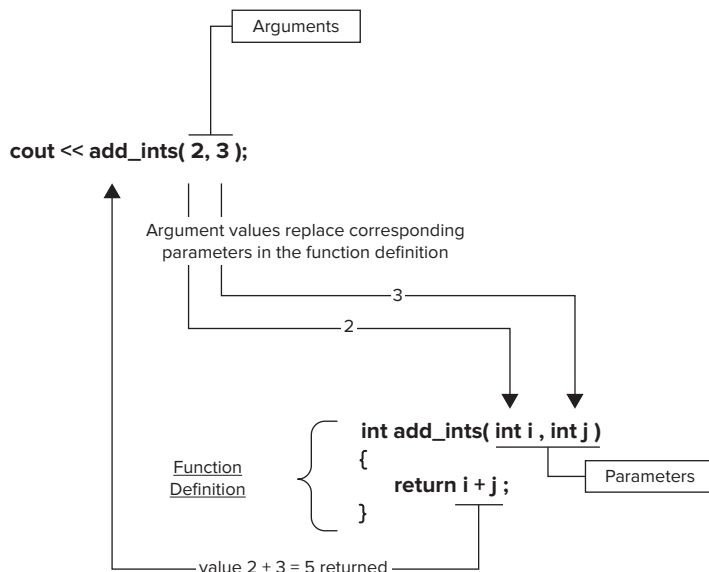 Arguments
cout << add_ints( 2, 3 );
Argument values replace corresponding
parameters in the function definition
3
2
int add_ints( int i , int j )
{
Function
Definition
Parameters
return i + j ;
}
value 2 + 3 = 5 returned